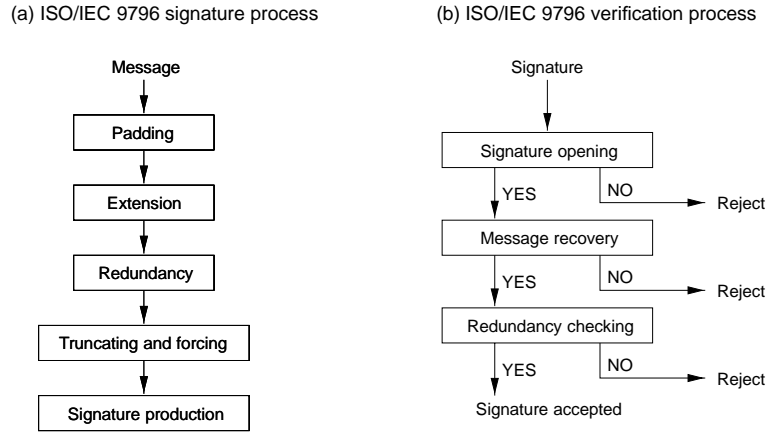 (a) ISO/IEC 9796 signature process
Message
Padding
Extension
Redundancy
Truncating and forcing
Signature production
(b) ISO/IEC 9796 verification process
Signature
Signature opening
YES
NO
Reject
Message recovery
YES
NO
Reject
Redundancy checking
YES
NO
Reject
Signature accepted